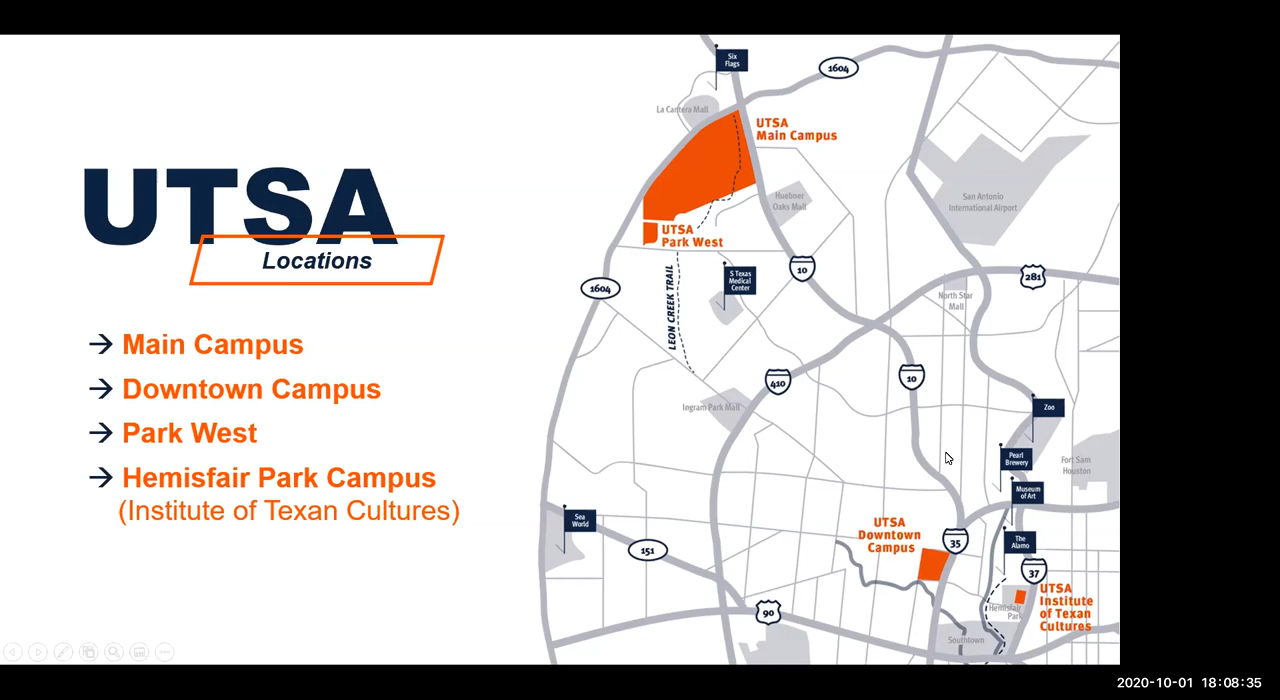 UTSA
Locations
→ Main Campus
→ Downtown Campus
→ Park West
→ Hemisfair Park Campus
(Institute of Texan Cultures)
Six
Flags
1604
La Cantera Mall
UTSA
Main Campus
Huebner
Oaks Mall
San Antonio
International Airport
UTSA
Park West
10
S Texas
Medical
Center
281
1604
LEON CREEK TRAIL
North Star
Mall
410
10
Ingram Park Mall
Zoo
Pearl
Brewery
Fort Sam
Houston
Museum
of Art
Sea
World
UTSA
Downtown
Campus
35
The
Alamo
151
37
UTSA
Institute
of Texan
Cultures
Hemisfair
Park
90
Southtown
2020-10-01 18:08:35